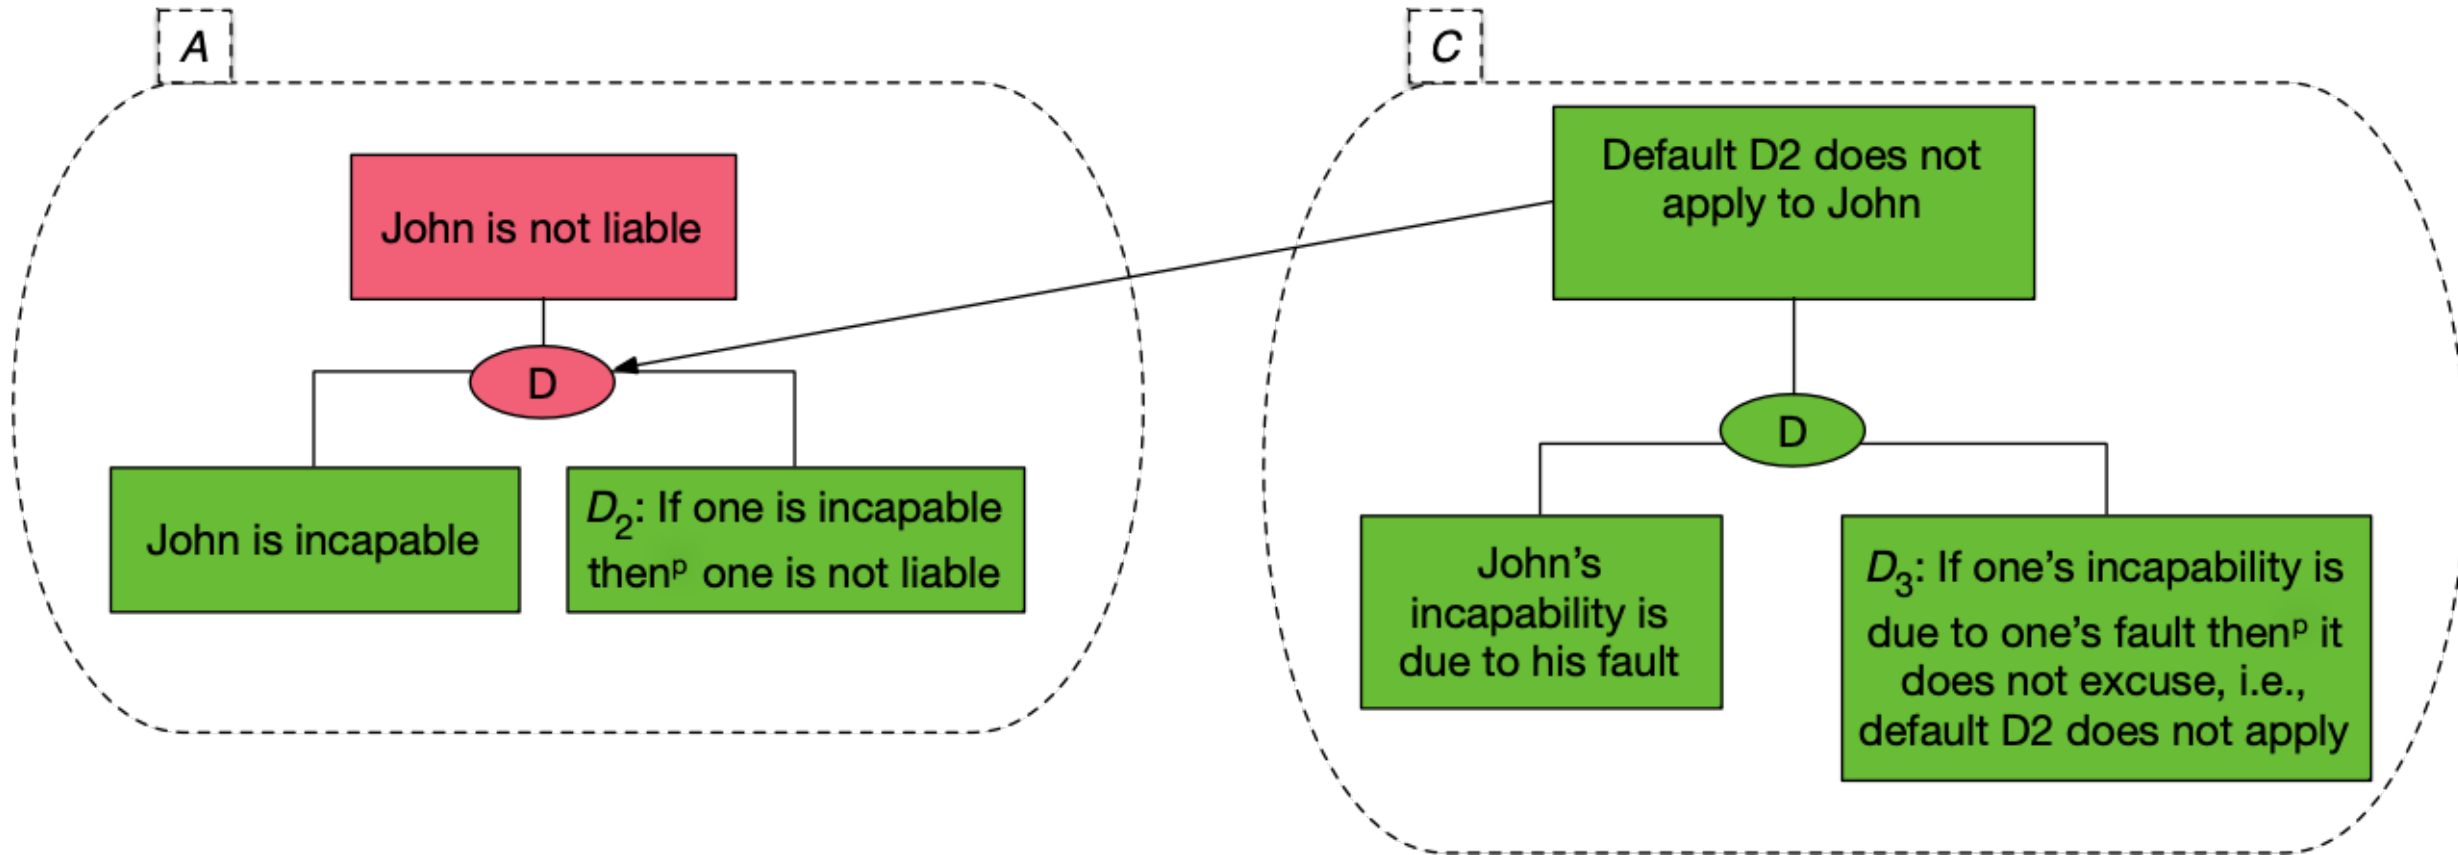 A
John is not liable
D
John is incapable
D₂: If one is incapable
thenᵖ one is not liable
C
Default D2 does not
apply to John
D
John’s
incapability is
due to his fault
D₃: If one’s incapability is
due to one’s fault thenᵖ it
does not excuse, i.e.,
default D2 does not apply